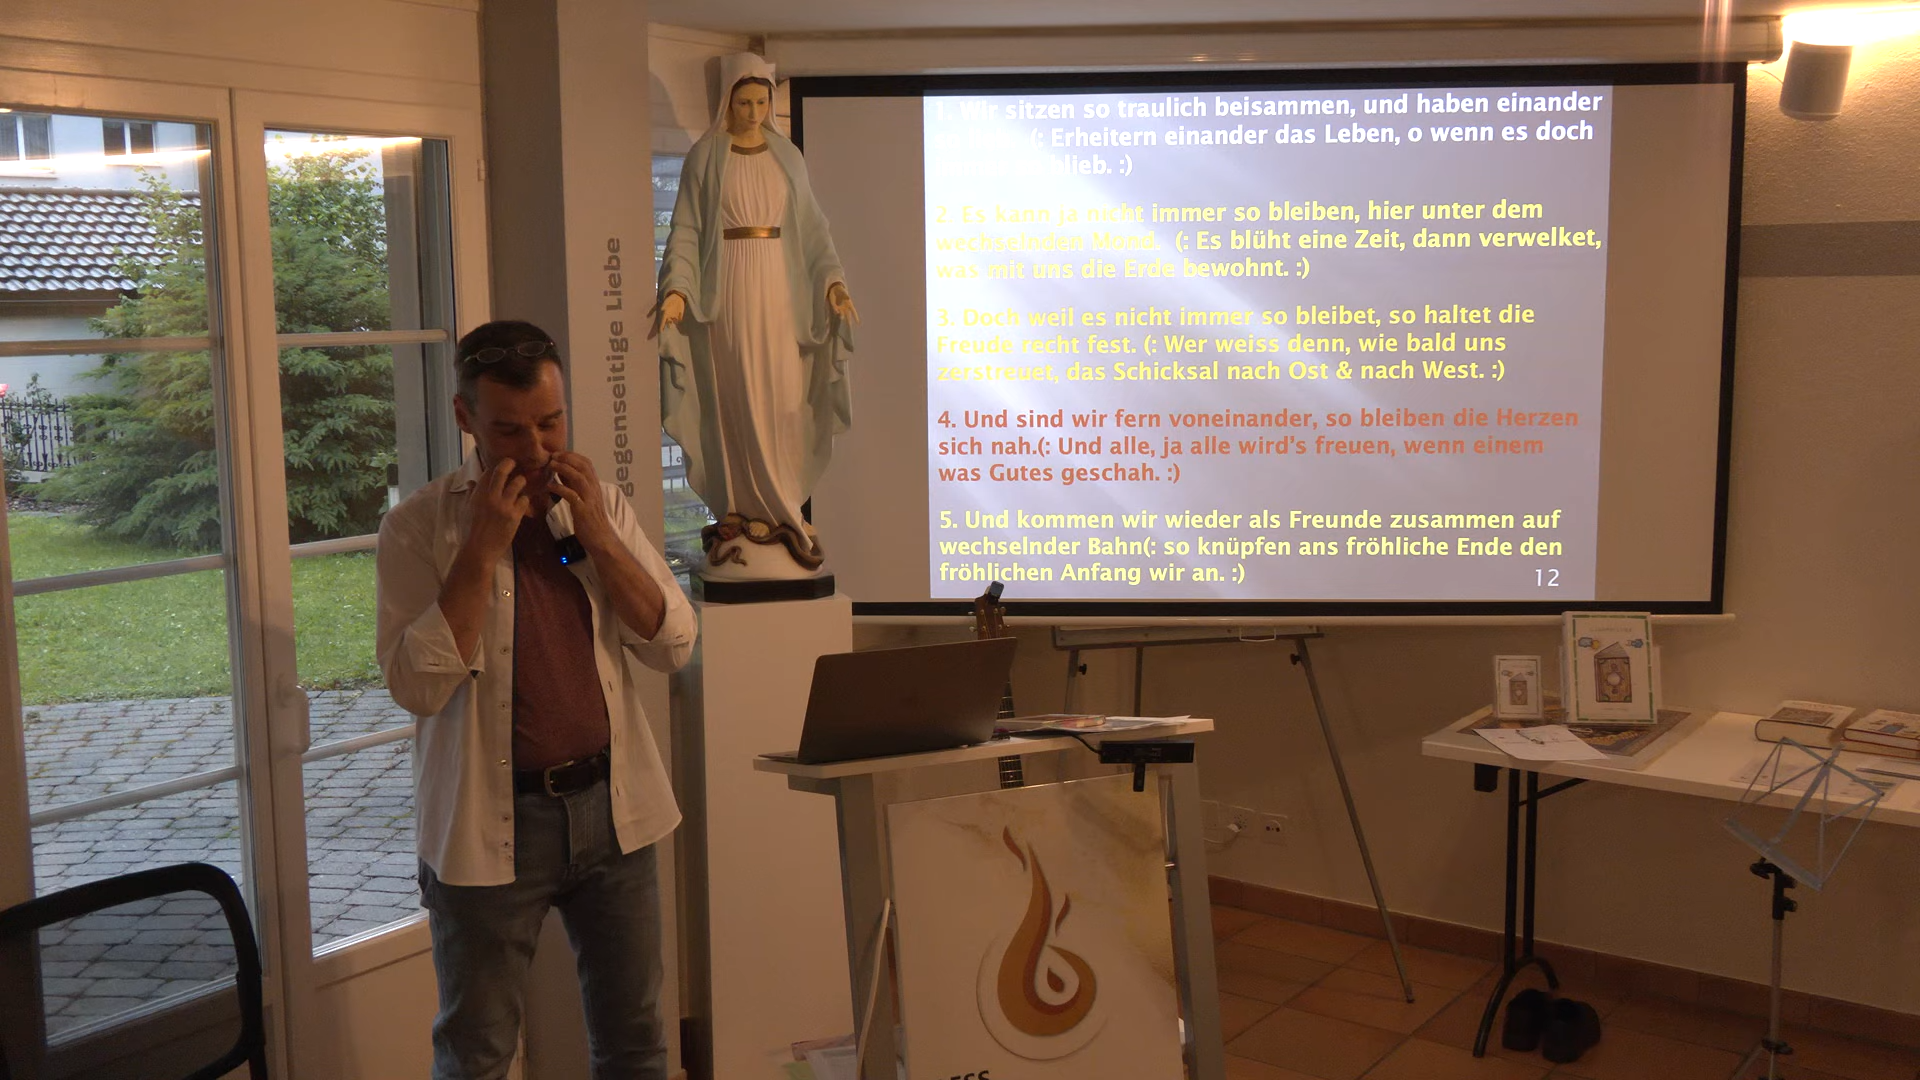 1. Wir sitzen so traulich beisammen, und haben einander
(: Erheitern einander das Leben, o wenn es doch
blieb. :)
2. Es kann ja nicht immer so bleiben, hier unter dem
wechselnden Mond. (: Es blüht eine Zeit, dann verwelket,
was mit uns die Erde bewohnt. :)
3. Doch weil es nicht immer so bleibet, so haltet die
Freude recht fest. (: Wer weiss denn, wie bald uns
zerstreuet, das Schicksal nach Ost & nach West. :)
4. Und sind wir fern voneinander, so bleiben die Herzen
sich nah.(: Und alle, ja alle wird's freuen, wenn einem
was Gutes geschah. :)
5. Und kommen wir wieder als Freunde zusammen auf
wechselnder Bahn(: so knüpfen ans fröhliche Ende den
fröhlichen Anfang wir an. :)
12
gegenseitige Liebe